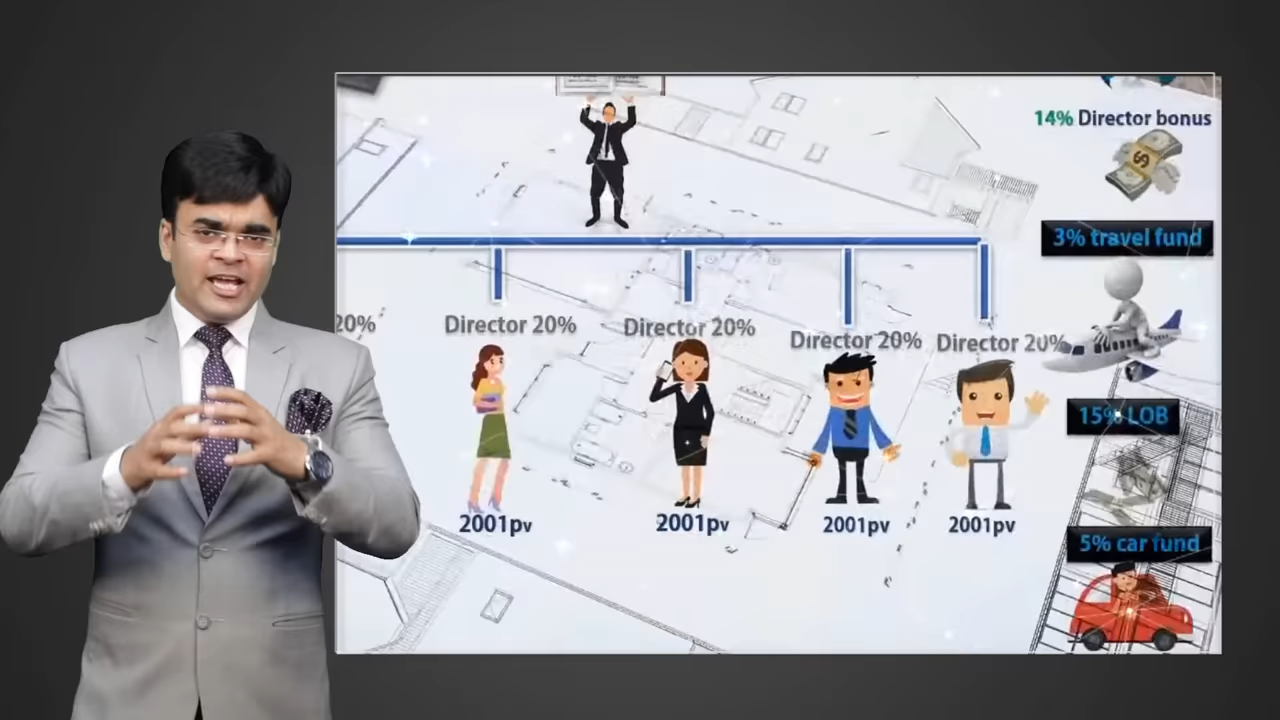 14% Director bonus
3% travel fund
20%
Director 20%
Director 20%
Director 20%
Director 20%
15% LOB
2001pv
2001pv
2001pv
2001pv
5% car fund